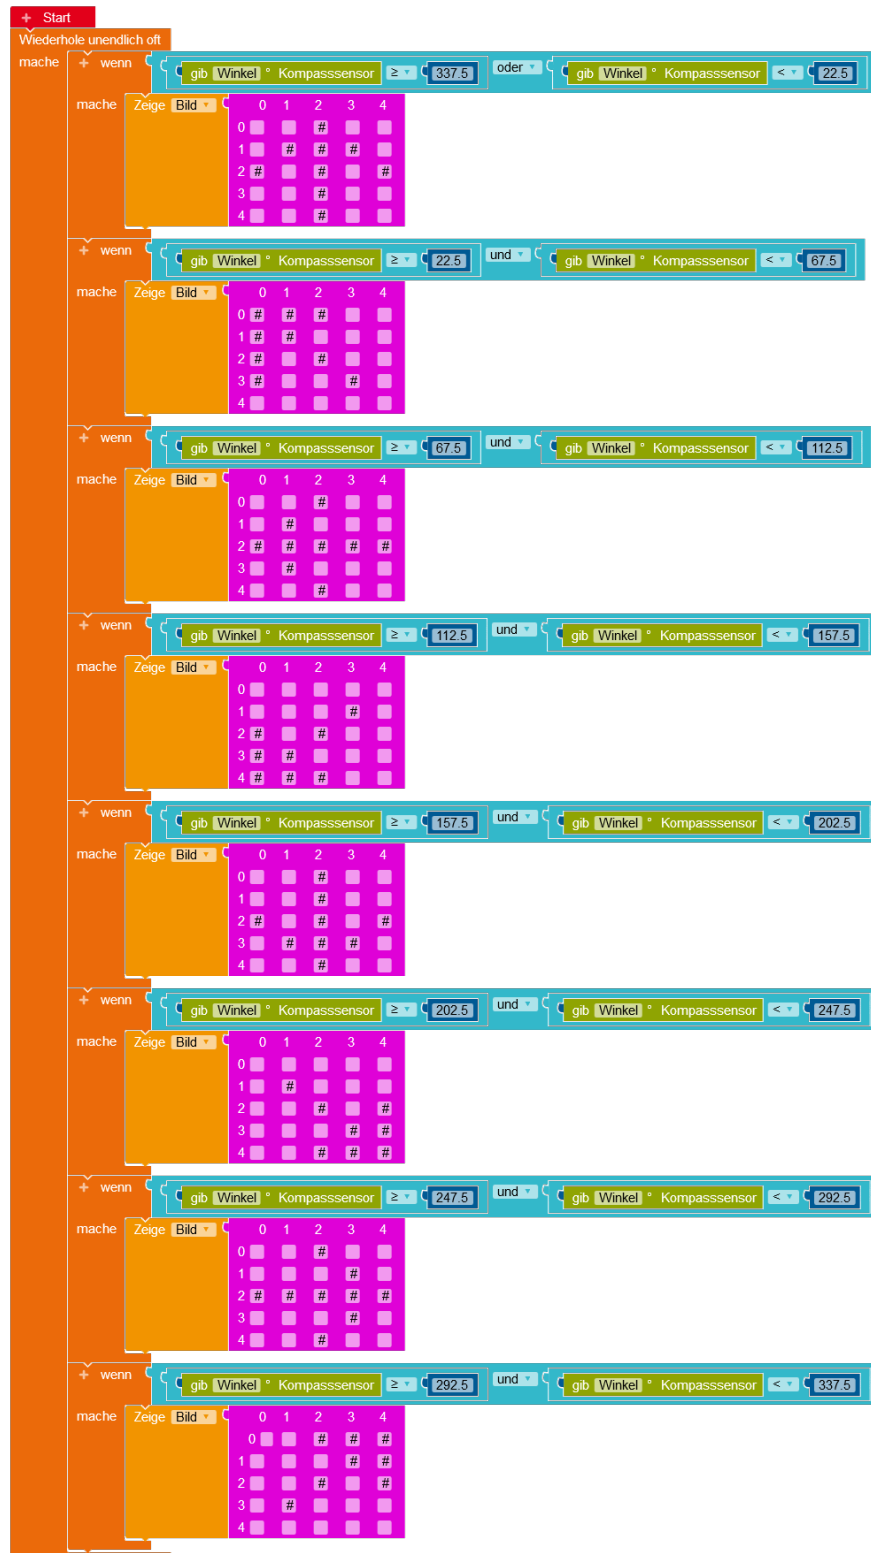 + Start
Wiederhole unendlich oft
mache + wenn gib Winkel ° Kompasssensor ≥ 337.5 oder gib Winkel ° Kompasssensor < 22.5
mache Zeige Bild 0 1 2 3 4
0 #
1 # # #
2 # # #
3 #
4 #
+ wenn gib Winkel ° Kompasssensor ≥ 22.5 und gib Winkel ° Kompasssensor < 67.5
mache Zeige Bild 0 1 2 3 4
0 # # #
1 # #
2 # #
3 # #
4
+ wenn gib Winkel ° Kompasssensor ≥ 67.5 und gib Winkel ° Kompasssensor < 112.5
mache Zeige Bild 0 1 2 3 4
0 #
1 #
2 # # # # #
3 #
4 #
+ wenn gib Winkel ° Kompasssensor ≥ 112.5 und gib Winkel ° Kompasssensor < 157.5
mache Zeige Bild 0 1 2 3 4
0
1 #
2 # #
3 # #
4 # # #
+ wenn gib Winkel ° Kompasssensor ≥ 157.5 und gib Winkel ° Kompasssensor < 202.5
mache Zeige Bild 0 1 2 3 4
0 #
1 #
2 # # #
3 # # #
4 #
+ wenn gib Winkel ° Kompasssensor ≥ 202.5 und gib Winkel ° Kompasssensor < 247.5
mache Zeige Bild 0 1 2 3 4
0
1 #
2 # #
3 # #
4 # # #
+ wenn gib Winkel ° Kompasssensor ≥ 247.5 und gib Winkel ° Kompasssensor < 292.5
mache Zeige Bild 0 1 2 3 4
0 #
1 #
2 # # # # #
3 #
4 #
+ wenn gib Winkel ° Kompasssensor ≥ 292.5 und gib Winkel ° Kompasssensor < 337.5
mache Zeige Bild 0 1 2 3 4
0 # # #
1 # #
2 # #
3 #
4